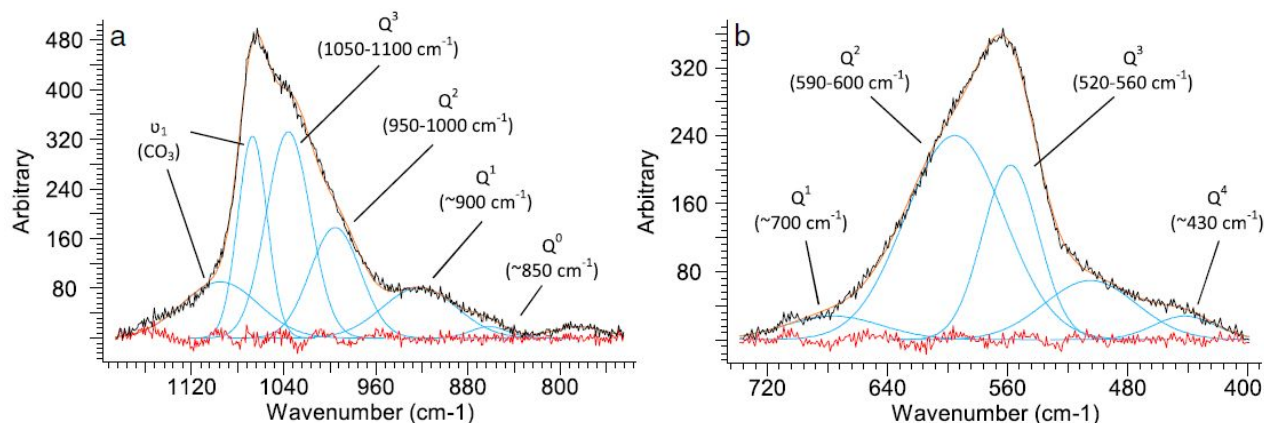 a
480
400
320
240
160
80
Arbitrary
Q³
(1050-1100 cm⁻¹)
Q²
(950-1000 cm⁻¹)
υ₁
(CO₃)
Q¹
(~900 cm⁻¹)
Q⁰
(~850 cm⁻¹)
1120 1040 960 880 800
Wavenumber (cm-1)
b
320
240
160
80
Arbitrary
Q²
(590-600 cm⁻¹)
Q³
(520-560 cm⁻¹)
Q¹
(~700 cm⁻¹)
Q⁴
(~430 cm⁻¹)
720 640 560 480 400
Wavenumber (cm-1)